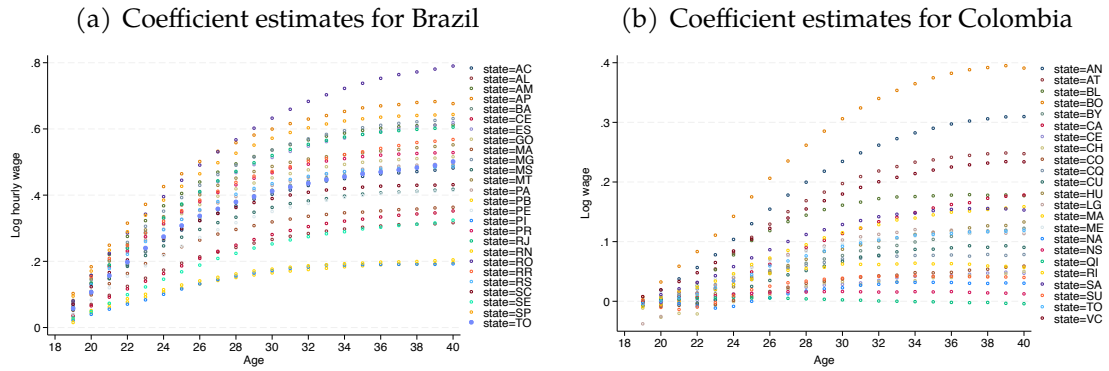 (a) Coefficient estimates for Brazil
Log hourly wage
.8
.6
.4
.2
0
18 20 22 24 26 28 30 32 34 36 38 40
Age
state=AC
state=AL
state=AM
state=AP
state=BA
state=CE
state=ES
state=GO
state=MA
state=MG
state=MS
state=MT
state=PA
state=PB
state=PE
state=PI
state=PR
state=RJ
state=RN
state=RO
state=RR
state=RS
state=SC
state=SE
state=SP
state=TO
(b) Coefficient estimates for Colombia
Log wage
.4
.3
.2
.1
0
18 20 22 24 26 28 30 32 34 36 38 40
Age
state=AN
state=AT
state=BL
state=BO
state=BY
state=CA
state=CE
state=CH
state=CO
state=CQ
state=CU
state=HU
state=LG
state=MA
state=ME
state=NA
state=NS
state=QI
state=RI
state=SA
state=SU
state=TO
state=VC